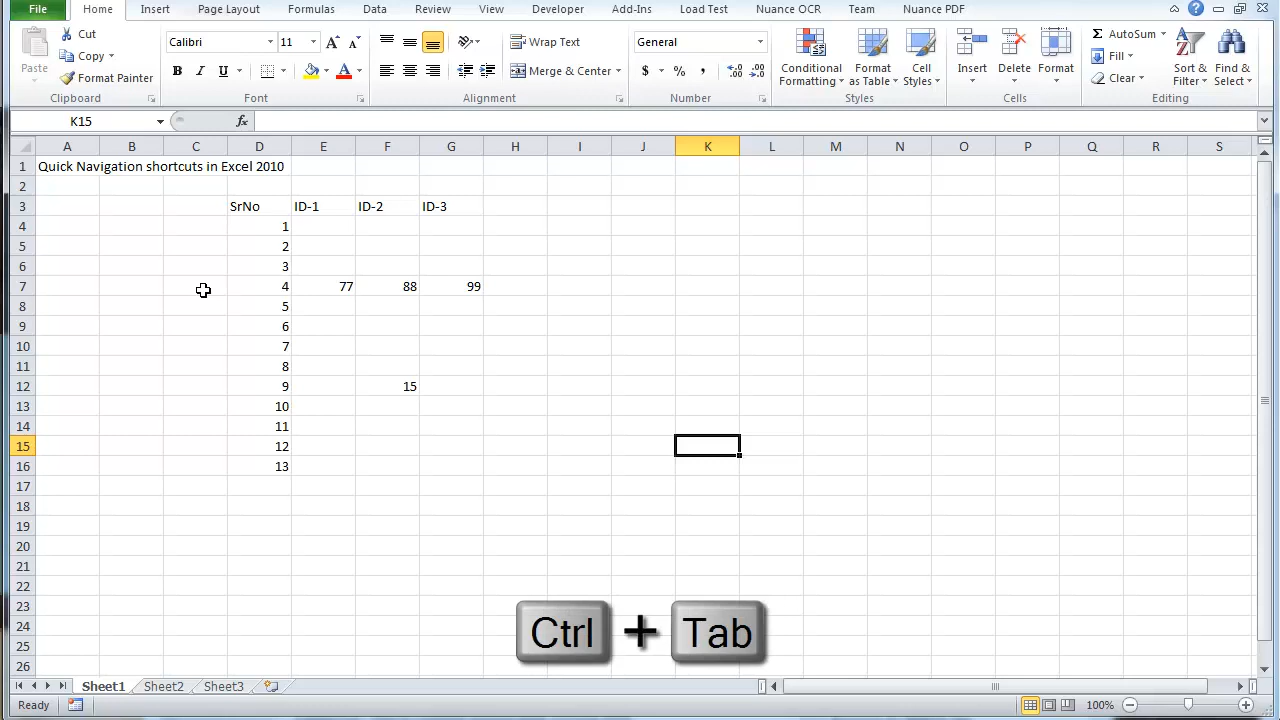 File Home Insert Page Layout Formulas Data Review View Developer Add-Ins Load Test Nuance OCR Team Nuance PDF
Paste
Cut
Copy
Format Painter
Clipboard
Calibri 11
B I U A
Font
Wrap Text
Merge & Center
Alignment
General
$ % ,
Number
Conditional Formatting
Format as Table
Cell Styles
Styles
Insert Delete Format
Cells
AutoSum
Fill
Clear
Sort & Filter
Find & Select
Editing
K15 fx
A B C D E F G H I J K L M N O P Q R S
1 Quick Navigation shortcuts in Excel 2010
2
3 SrNo ID-1 ID-2 ID-3
4 1
5 2
6 3
7 4 77 88 99
8 5
9 6
10 7
11 8
12 9 15
13 10
14 11
15 12
16 13
17
18
19
20
21
22
23
24
25
26
Ctrl + Tab
Sheet1 Sheet2 Sheet3
Ready 100%